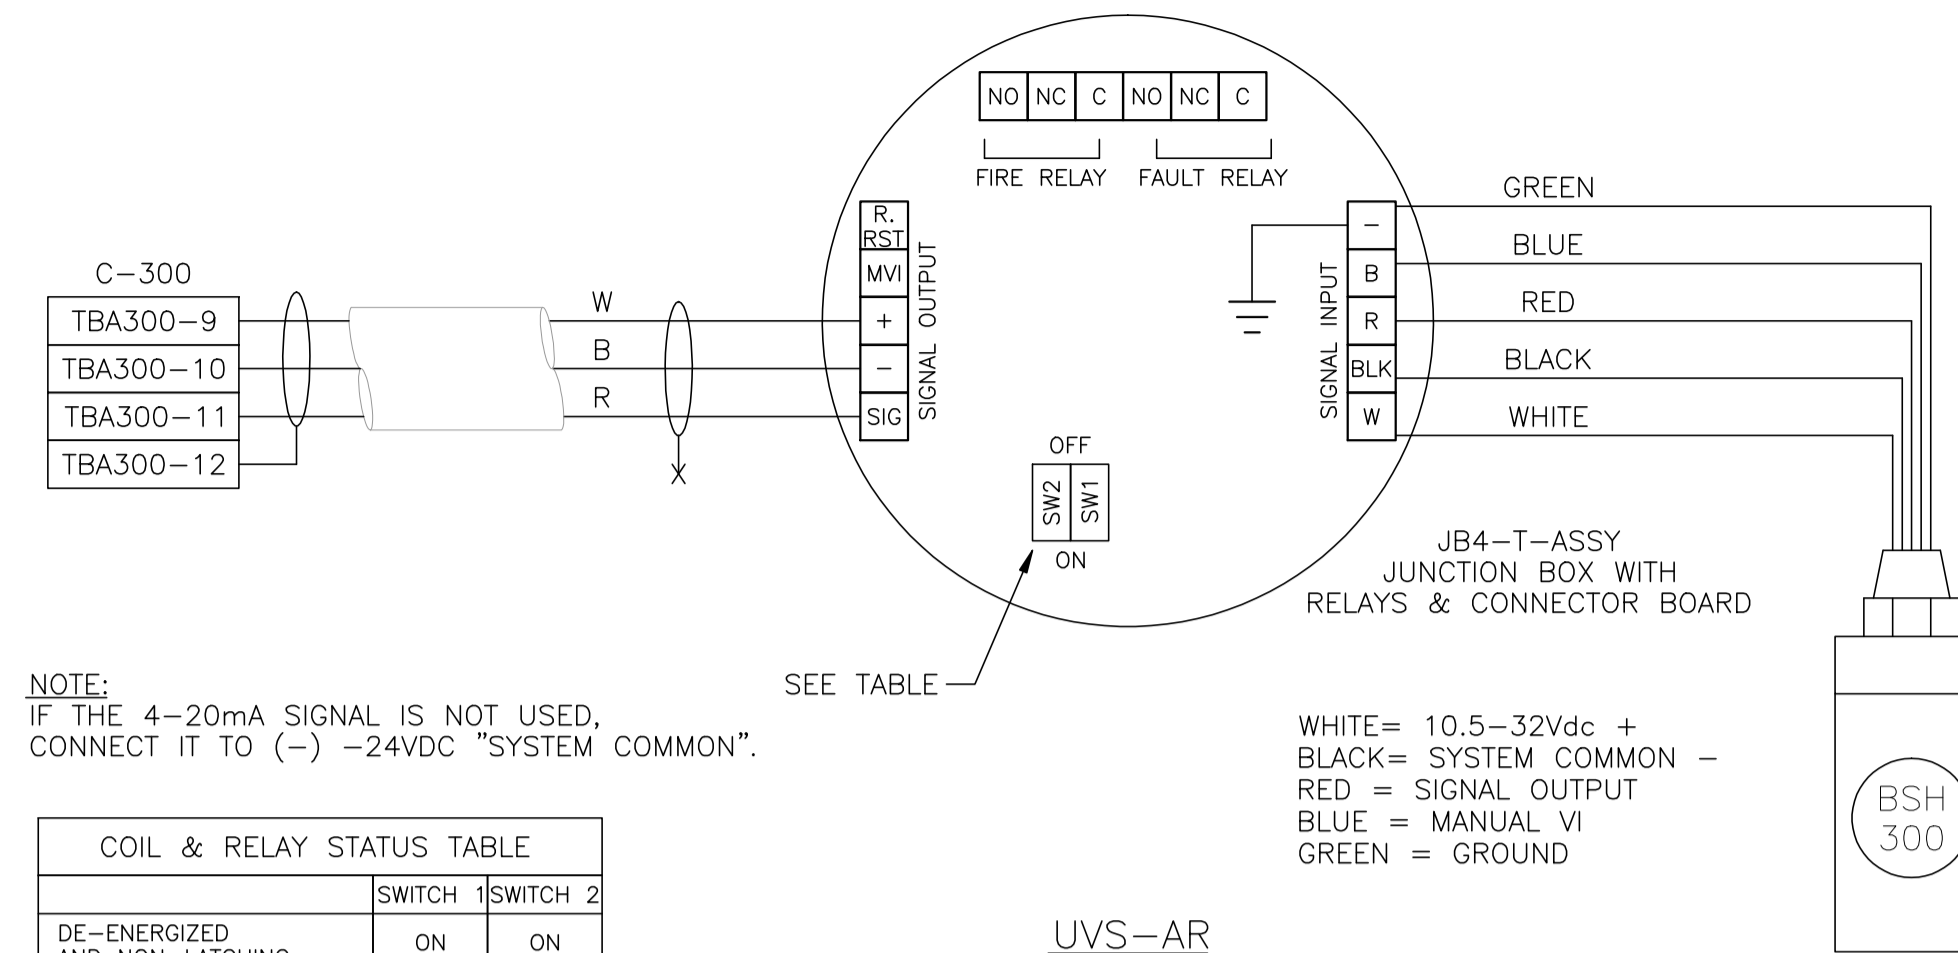 NO NC C NO NC C
FIRE RELAY FAULT RELAY
C-300
TBA300-9
TBA300-10
TBA300-11
TBA300-12
W
B
R
R.
RST
MVI
+
-
SIG
SIGNAL OUTPUT
SIGNAL INPUT
-
B
R
BLK
W
GREEN
BLUE
RED
BLACK
WHITE
OFF
SW2 SW1
ON
SEE TABLE
JB4-T-ASSY
JUNCTION BOX WITH
RELAYS & CONNECTOR BOARD
NOTE:
IF THE 4-20mA SIGNAL IS NOT USED,
CONNECT IT TO (-) -24VDC "SYSTEM COMMON".
WHITE= 10.5-32Vdc +
BLACK= SYSTEM COMMON -
RED = SIGNAL OUTPUT
BLUE = MANUAL VI
GREEN = GROUND
BSH
300
COIL & RELAY STATUS TABLE
SWITCH 1 SWITCH 2
DE-ENERGIZED
AND NON-LATCHING
ON ON
UVS-AR